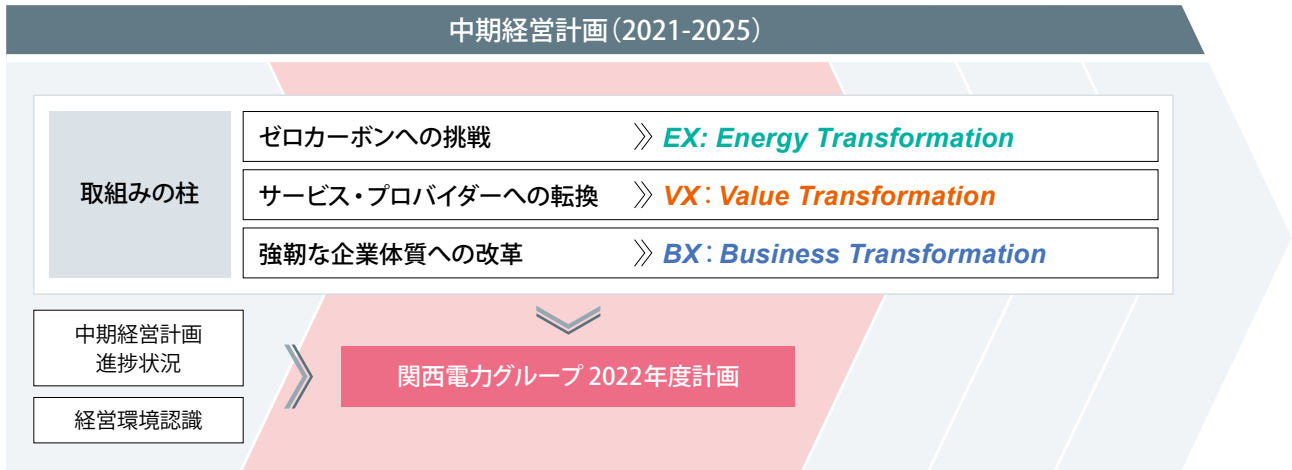 中期経営計画（2021-2025）
取組みの柱
ゼロカーボンへの挑戦 》 EX: Energy Transformation
サービス・プロバイダーへの転換 》 VX：Value Transformation
強靭な企業体質への改革 》 BX：Business Transformation
中期経営計画
進捗状況
経営環境認識
関西電力グループ 2022年度計画